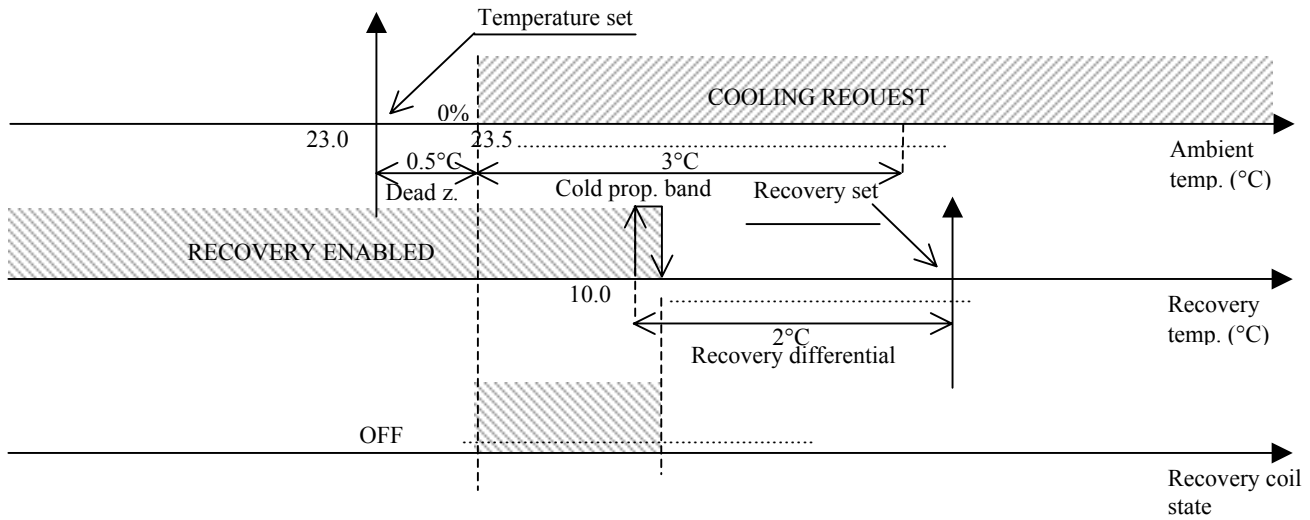 Temperature set
COOLING REOUEST
0%
23.0
23.5
Ambient
temp. (°C)
0.5°C
3°C
Dead z.
Cold prop. band
Recovery set
RECOVERY ENABLED
10.0
Recovery
temp. (°C)
2°C
Recovery differential
OFF
Recovery coil
state